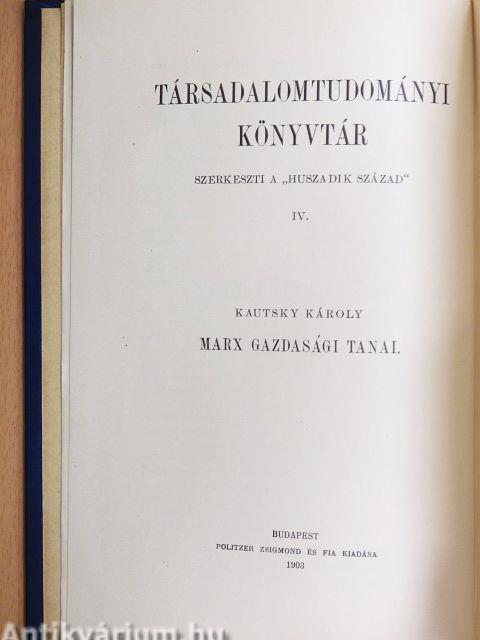 TÁRSADALOMTUDOMÁNYI
KÖNYVTÁR
SZERKESZTI A „HUSZADIK SZÁZAD“
IV.
KAUTSKY KÁROLY
MARX GAZDASÁGI TANAI.
BUDAPEST
POLITZER ZSIGMOND ÉS FIA KIADÁSA
1903
Antikvárium.hu